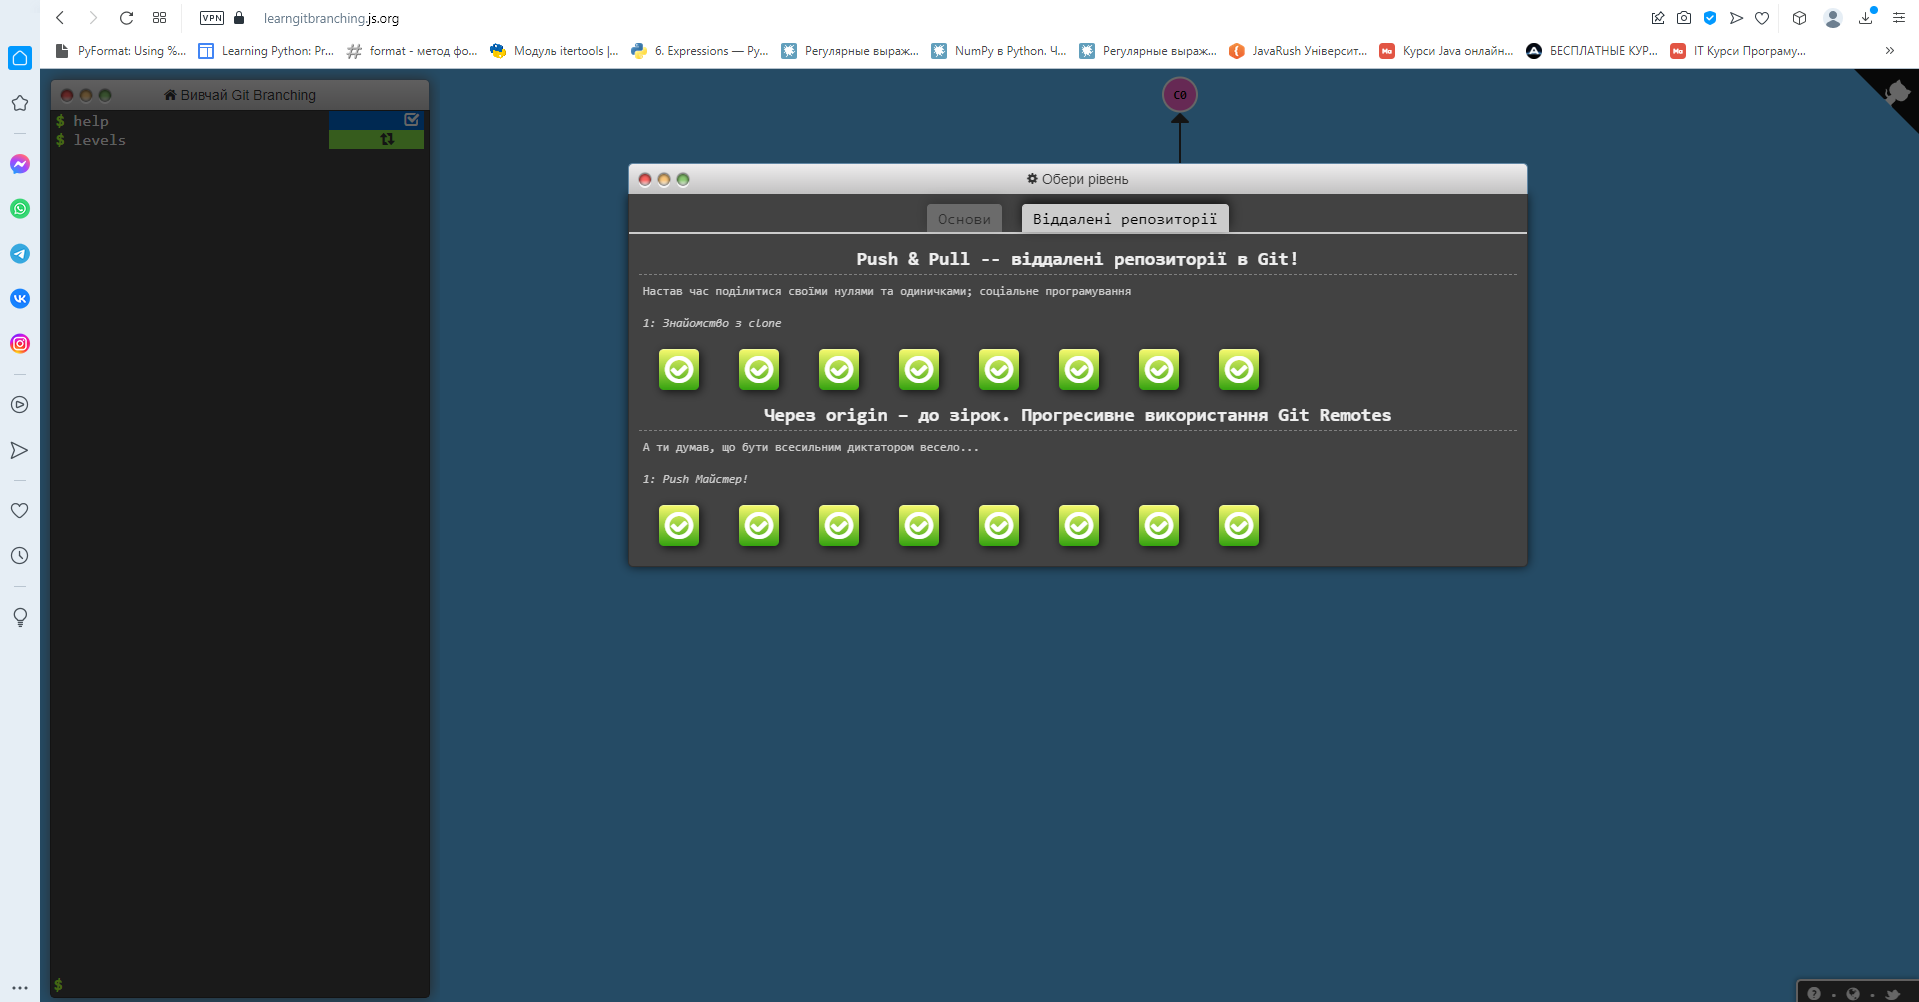 VPN learngitbranching.js.org
PyFormat: Using %... Learning Python: Pr... format - метод фо... Модуль itertools |... 6. Expressions — Py... Регулярные выраж... NumPy в Python. Ч... Регулярные выраж... JavaRush Університ... Курси Java онлайн... БЕСПЛАТНЫЕ КУР... IT Курси Програму... »
Вивчай Git Branching
$ help
$ levels
C0
Обери рівень
Основи Віддалені репозиторії
Push & Pull -- віддалені репозиторії в Git!
Настав час поділитися своїми нулями та одиничками; соціальне програмування
1: Знайомство з clone
Через origin – до зірок. Прогресивне використання Git Remotes
А ти думав, що бути всесильним диктатором весело...
1: Push Майстер!
$